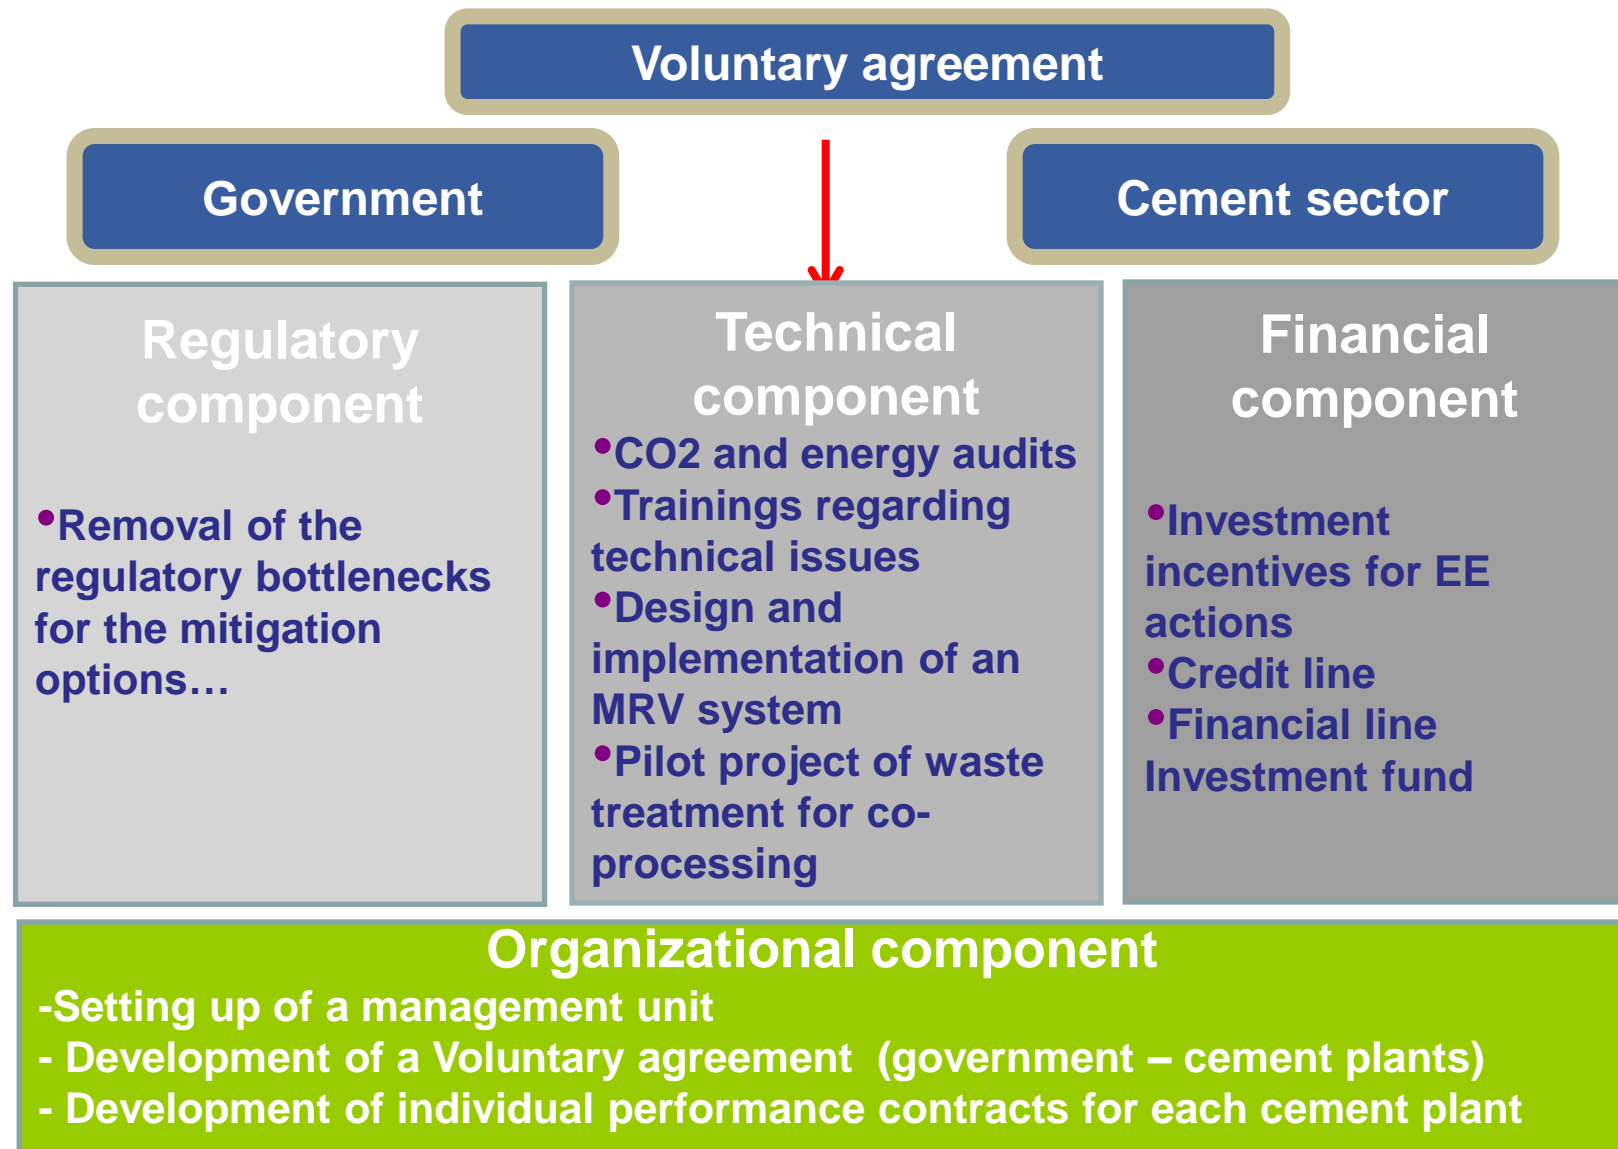 Voluntary agreement
Government
Cement sector
Regulatory
component
•Removal of the
regulatory bottlenecks
for the mitigation
options…
Technical
component
•CO2 and energy audits
•Trainings regarding
technical issues
•Design and
implementation of an
MRV system
•Pilot project of waste
treatment for co-
processing
Financial
component
•Investment
incentives for EE
actions
•Credit line
•Financial line
Investment fund
Organizational component
-Setting up of a management unit
- Development of a Voluntary agreement (government – cement plants)
- Development of individual performance contracts for each cement plant